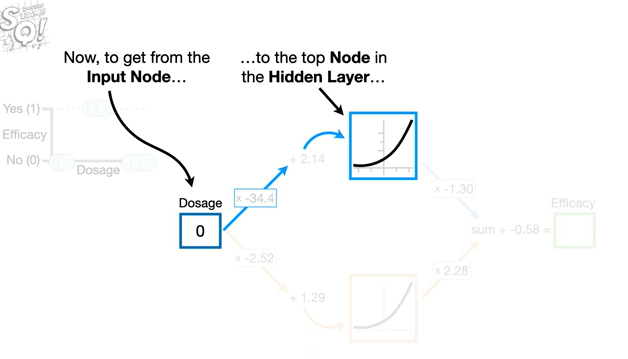 SQ!
Now, to get from the
Input Node…
…to the top Node in
the Hidden Layer…
Yes (1)
Efficacy
No (0)
Dosage
+ 2.14
x -34.4
x -1.30
Dosage
0
Efficacy
sum + -0.58 =
x -2.52
x 2.28
+ 1.29